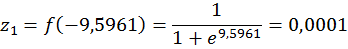 z₁ = f(−9,5961) = 1 / (1 + e^9,5961) = 0,0001